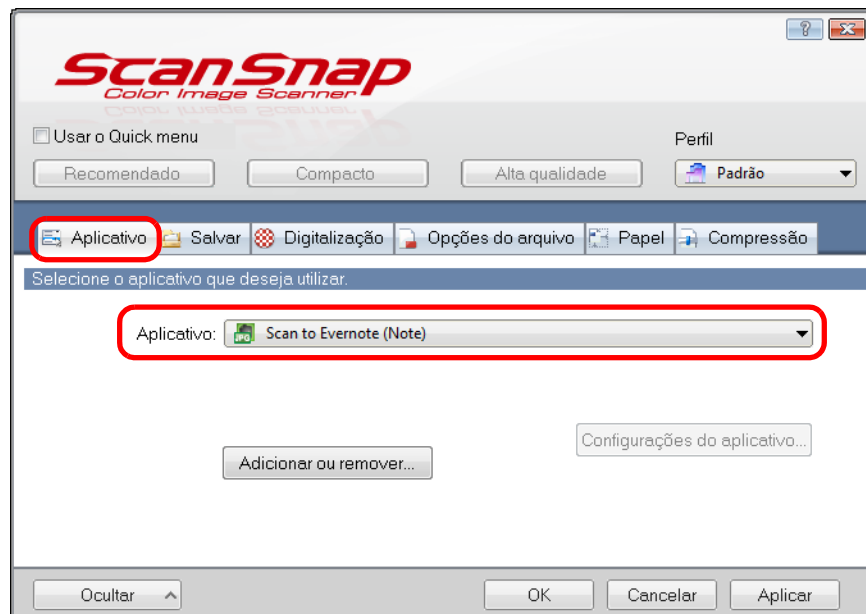 ScanSnap
Color Image Scanner
Usar o Quick menu
Perfil
Recomendado Compacto Alta qualidade Padrão
Aplicativo Salvar Digitalização Opções do arquivo Papel Compressão
Selecione o aplicativo que deseja utilizar.
Aplicativo: JPG Scan to Evernote (Note)
Configurações do aplicativo...
Adicionar ou remover...
Ocultar OK Cancelar Aplicar